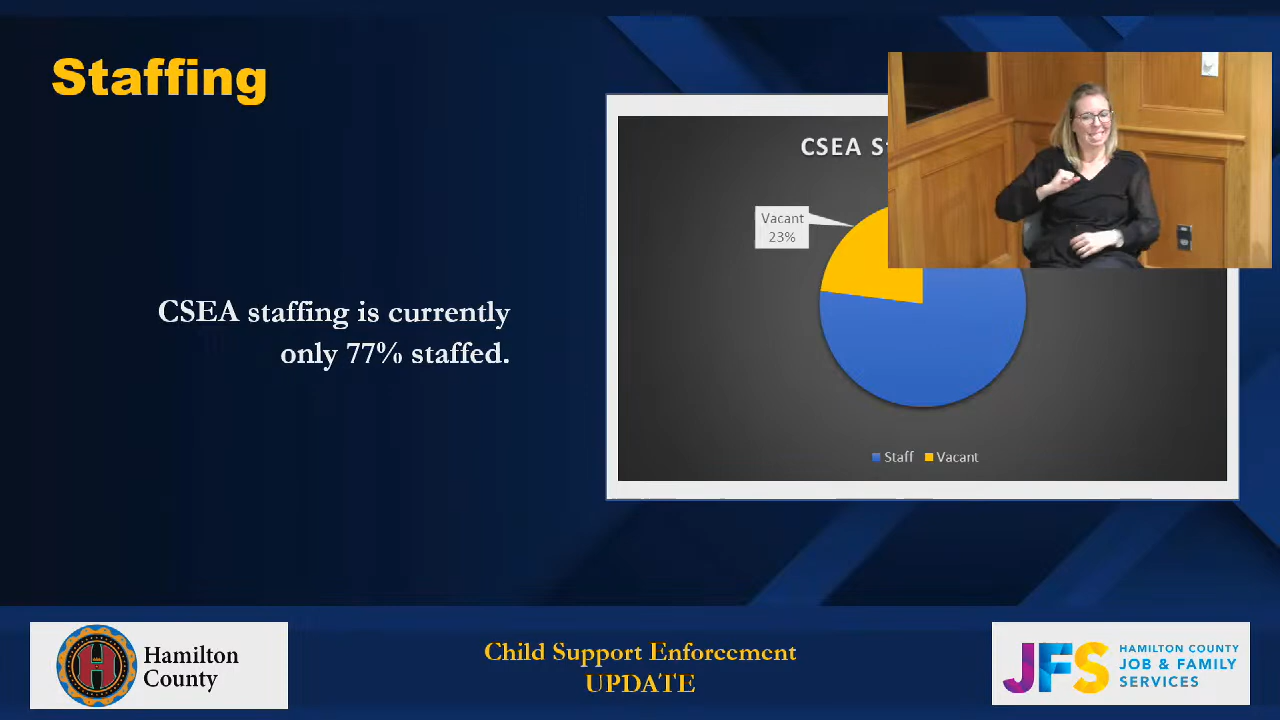 Staffing
CSEA
Vacant
23%
CSEA staffing is currently
only 77% staffed.
Staff Vacant
Hamilton
County
Child Support Enforcement
UPDATE
JFS
HAMILTON COUNTY
JOB & FAMILY
SERVICES